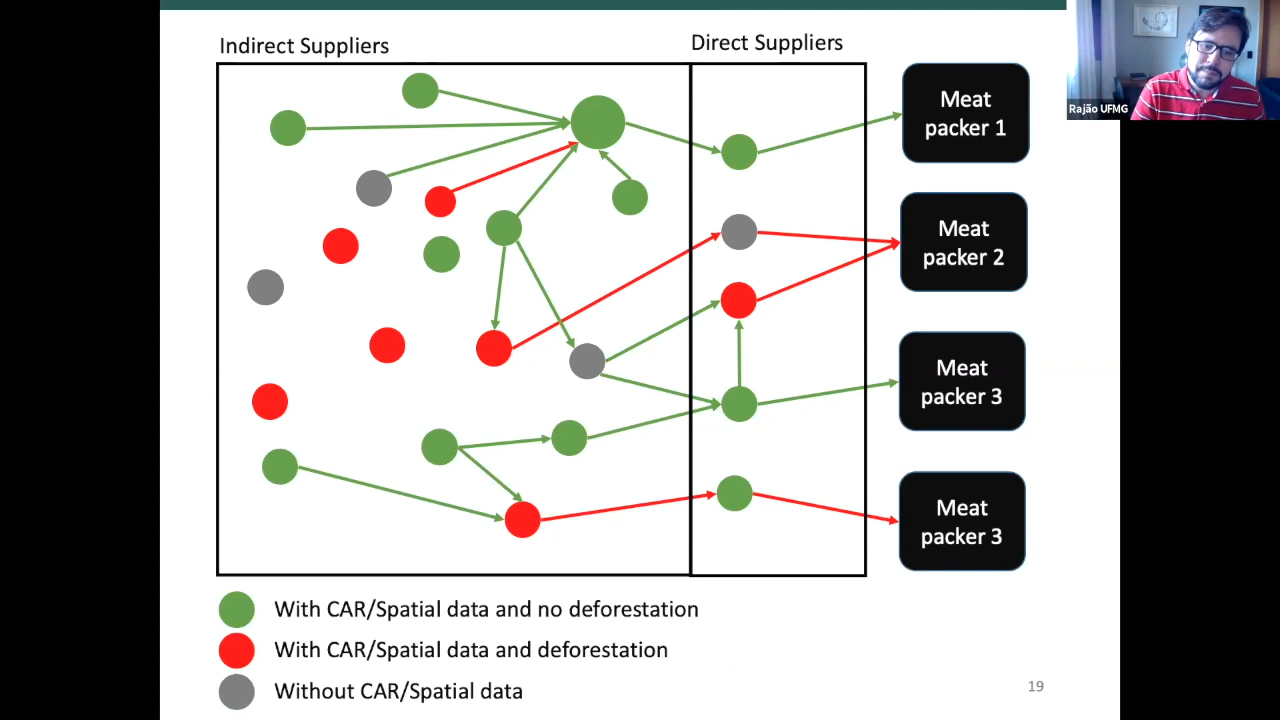 Indirect Suppliers
Direct Suppliers
Meat
packer 1
Rajão UFMG
Meat
packer 2
Meat
packer 3
Meat
packer 3
With CAR/Spatial data and no deforestation
With CAR/Spatial data and deforestation
Without CAR/Spatial data
19